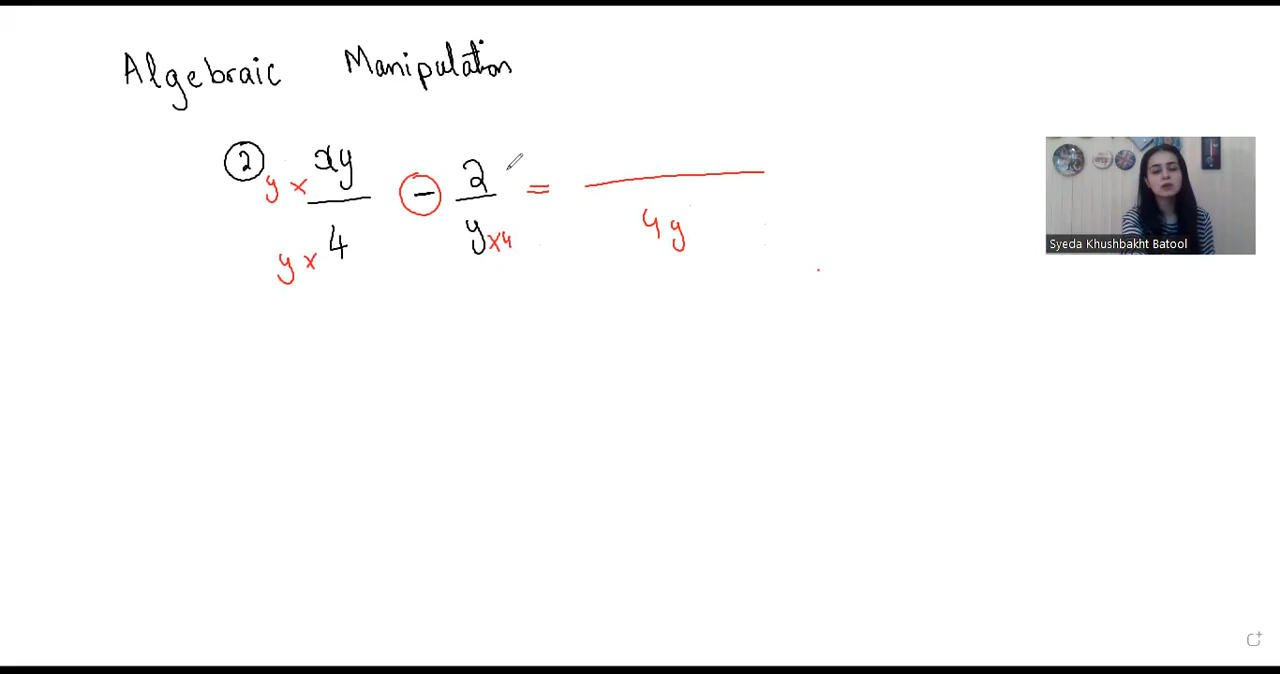 Algebraic Manipulation
② y × xy − 2 =
y × 4 y×4 4y
Syeda Khushbakht Batool